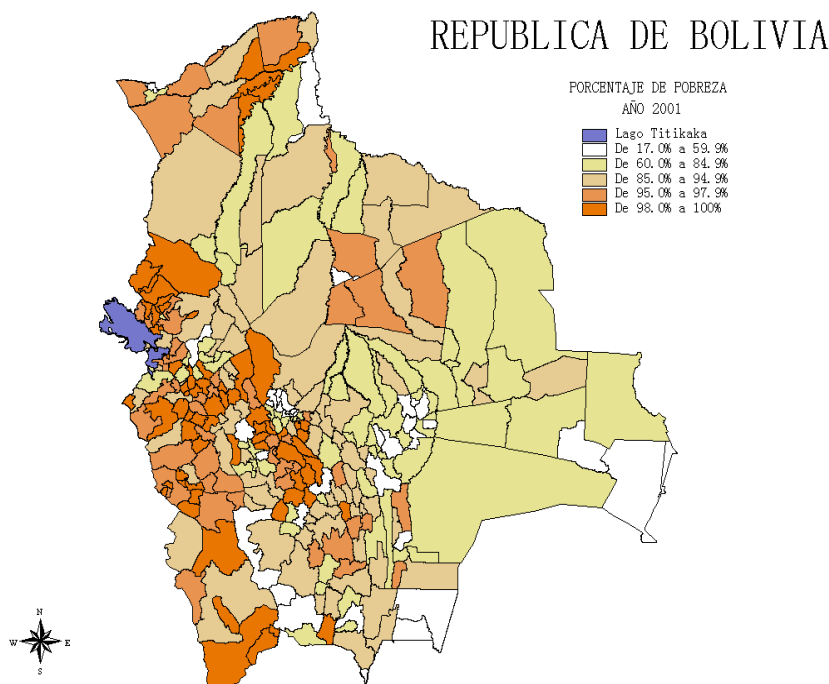 REPUBLICA DE BOLIVIA
PORCENTAJE DE POBREZA
AÑO 2001
Lago Titikaka
De 17.0% a 59.9%
De 60.0% a 84.9%
De 85.0% a 94.9%
De 95.0% a 97.9%
De 98.0% a 100%
N
W E
S